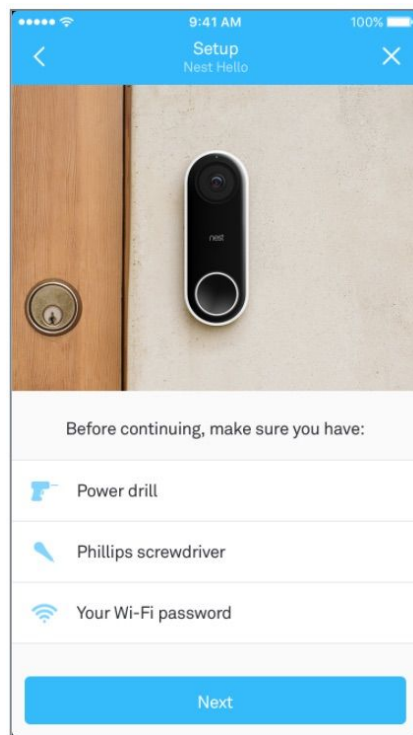 9:41 AM
100%
Setup
Nest Hello
nest
Before continuing, make sure you have:
Power drill
Phillips screwdriver
Your Wi-Fi password
Next